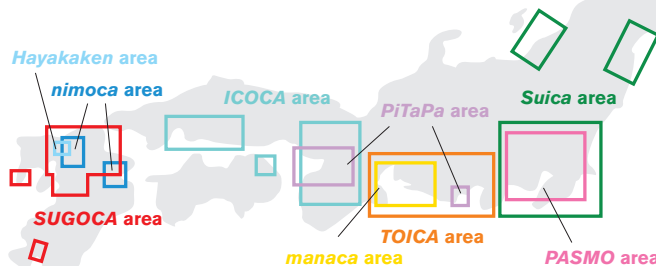 Hayakaken area
nimoca area
ICOCA area
PiTaPa area
Suica area
SUGOCA area
TOICA area
manaca area
PASMO area